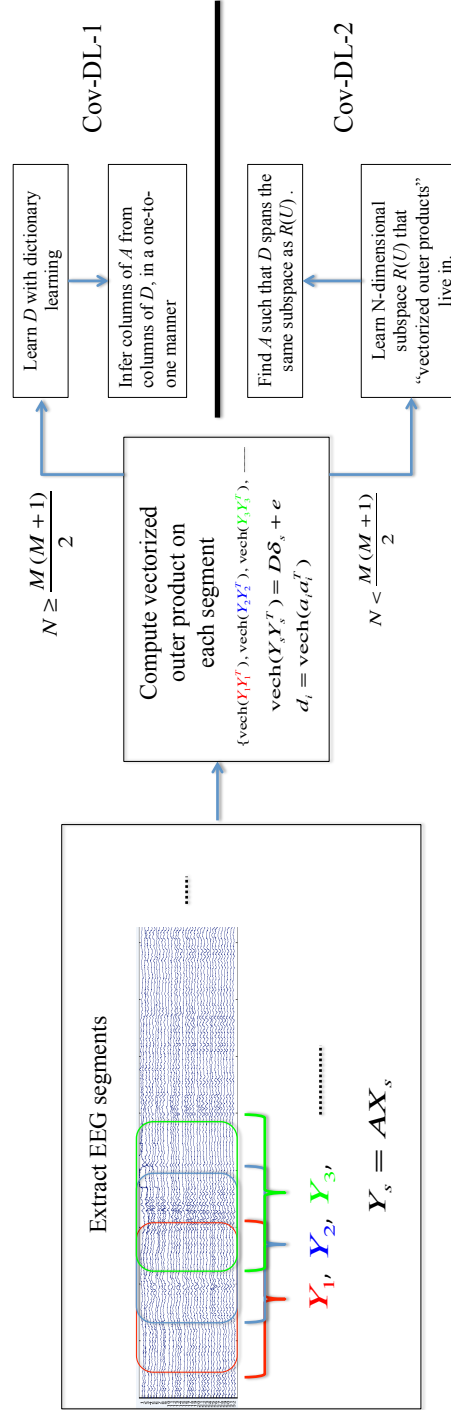 Extract EEG segments
Y₁, Y₂, Y₃, ...........
Yₛ = AXₛ
Compute vectorized
outer product on
each segment
{vech(Y₁Y₁ᵀ), vech(Y₂Y₂ᵀ), vech(Y₃Y₃ᵀ), ......
vech(YₛYₛᵀ) = Dδₛ + e
dᵢ = vech(aᵢaᵢᵀ)
N ≥ M(M+1)/2
Learn D with dictionary
learning
Infer columns of A from
columns of D, in a one-to-
one manner
Cov-DL-1
N < M(M+1)/2
Find A such that D spans the
same subspace as R(U) .
Learn N-dimensional
subspace R(U) that
“vectorized outer products”
live in.
Cov-DL-2